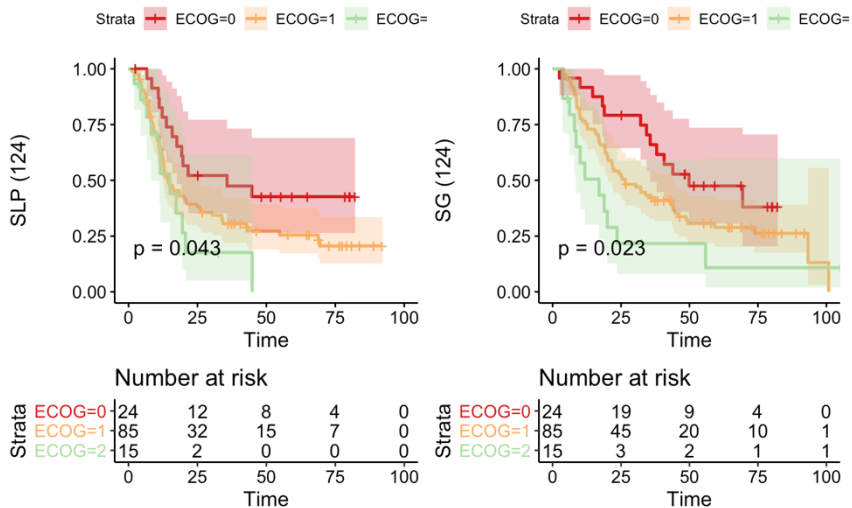 Strata ECOG=0 ECOG=1 ECOG=
SLP (124)
1.00
0.75
0.50
0.25
0.00
p = 0.043
0 25 50 75 100
Time
Number at risk
Strata
ECOG=0 24 12 8 4 0
ECOG=1 85 32 15 7 0
ECOG=2 15 2 0 0 0
0 25 50 75 100
Time
Strata ECOG=0 ECOG=1 ECOG=
SG (124)
1.00
0.75
0.50
0.25
0.00
p = 0.023
0 25 50 75 100
Time
Number at risk
Strata
ECOG=0 24 19 9 4 0
ECOG=1 85 45 20 10 1
ECOG=2 15 3 2 1 1
0 25 50 75 100
Time